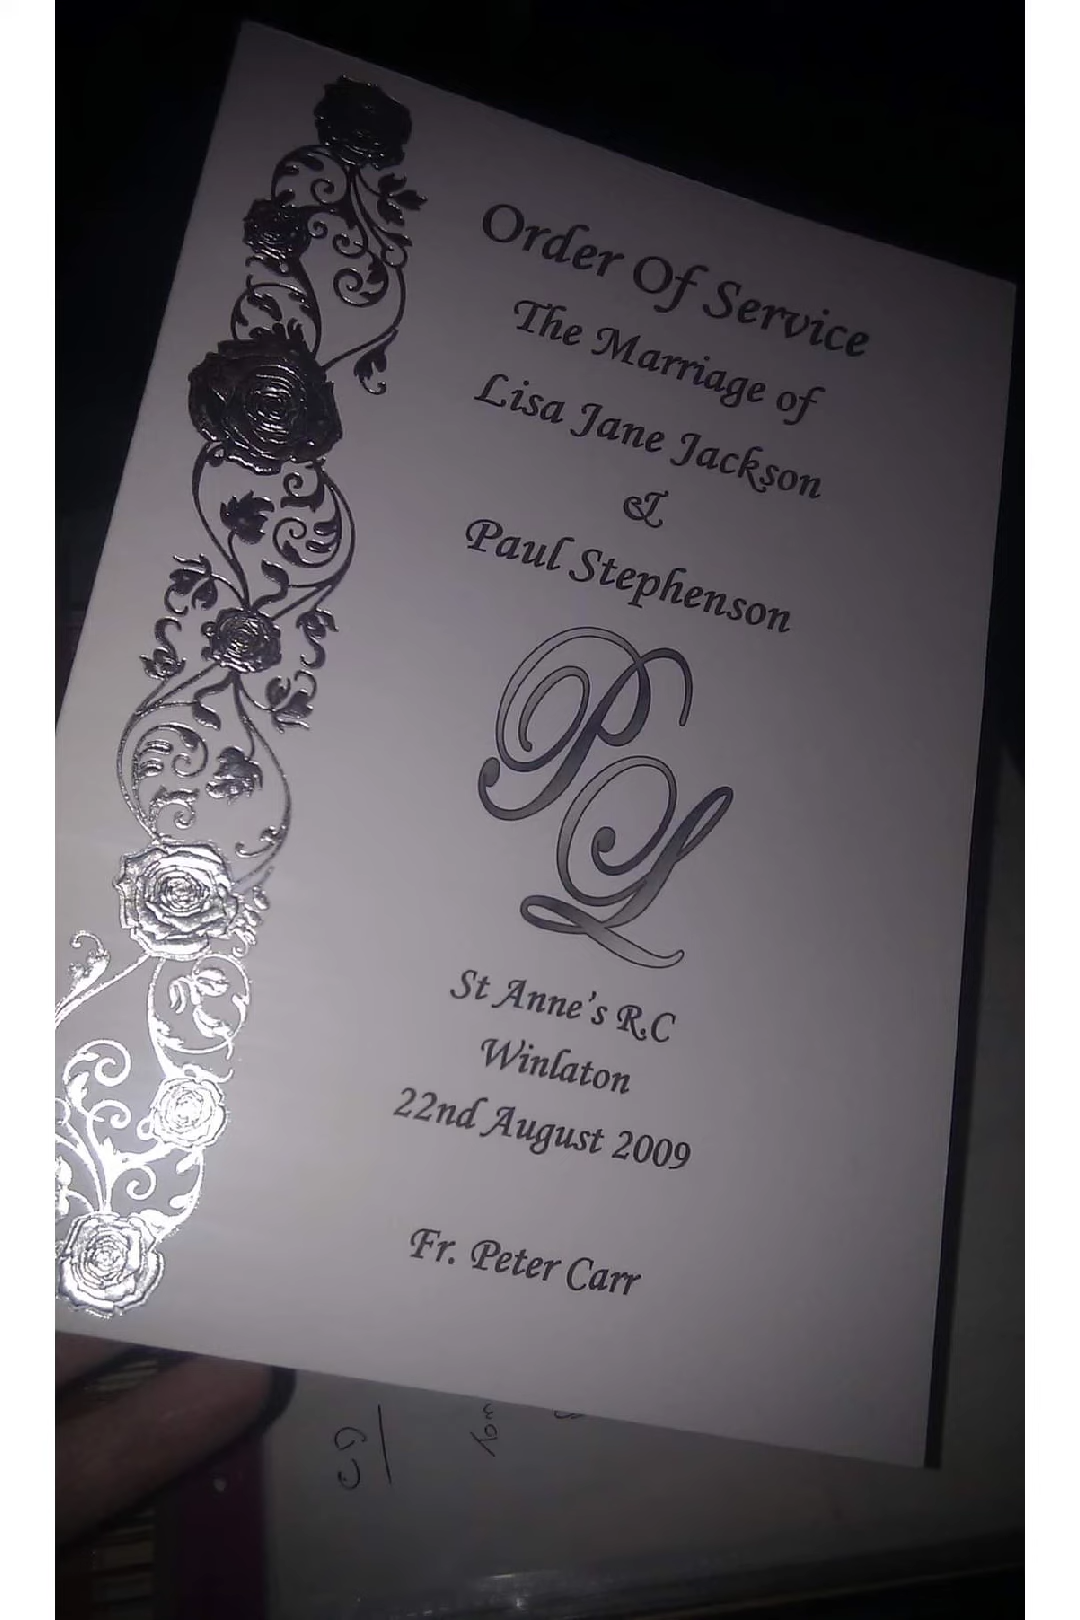 Order Of Service
The Marriage of
Lisa Jane Jackson
&
Paul Stephenson
PL
St Anne's R.C
Winlaton
22nd August 2009
Fr. Peter Carr